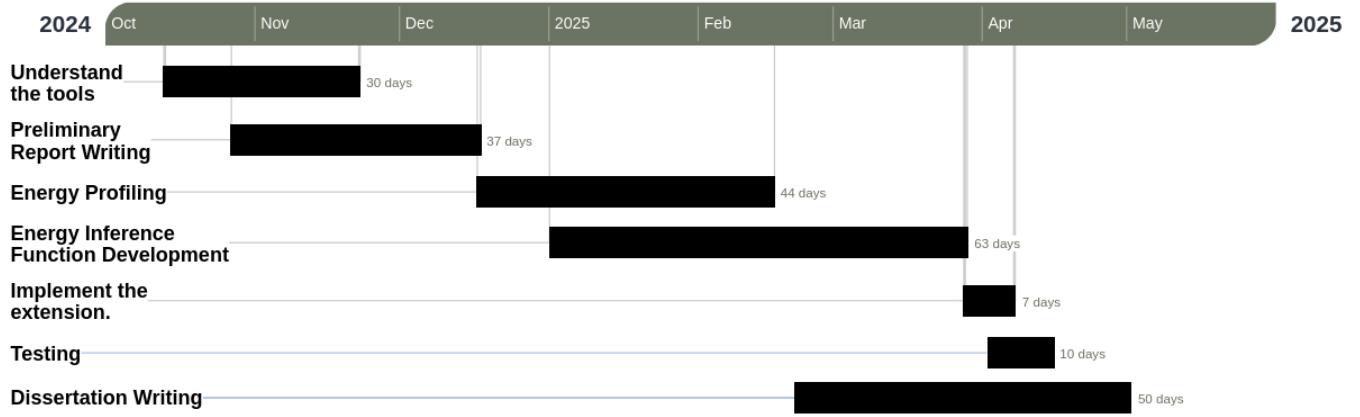 2024 Oct Nov Dec 2025 Feb Mar Apr May 2025
Understand
the tools
30 days
Preliminary
Report Writing
37 days
Energy Profiling 44 days
Energy Inference
Function Development
63 days
Implement the
extension.
7 days
Testing 10 days
Dissertation Writing 50 days